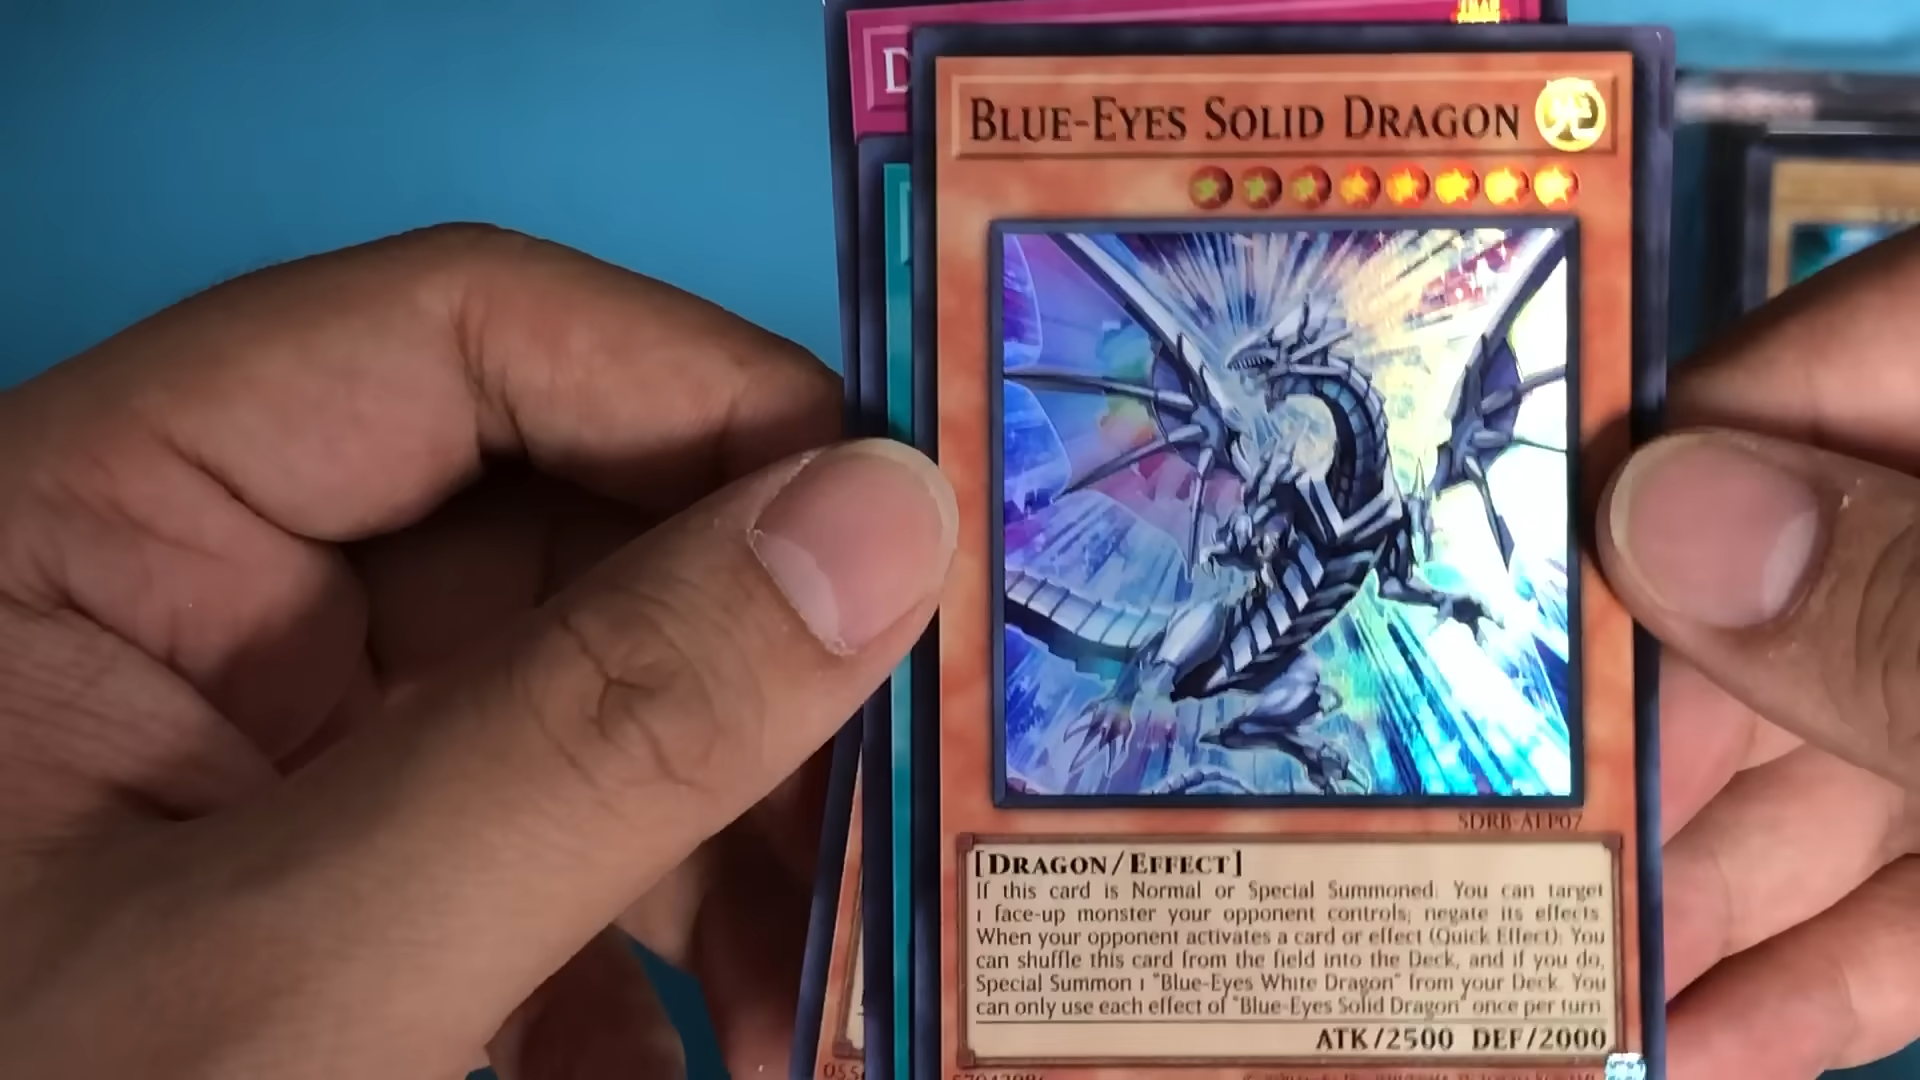 D
BLUE-EYES SOLID DRAGON
光
SDRB-AEP07
[DRAGON/EFFECT]
If this card is Normal or Special Summoned: You can target
1 face-up monster your opponent controls; negate its effects.
When your opponent activates a card or effect (Quick Effect): You
can shuffle this card from the field into the Deck, and if you do,
Special Summon 1 "Blue-Eyes White Dragon" from your Deck. You
can only use each effect of "Blue-Eyes Solid Dragon" once per turn.
ATK/2500 DEF/2000